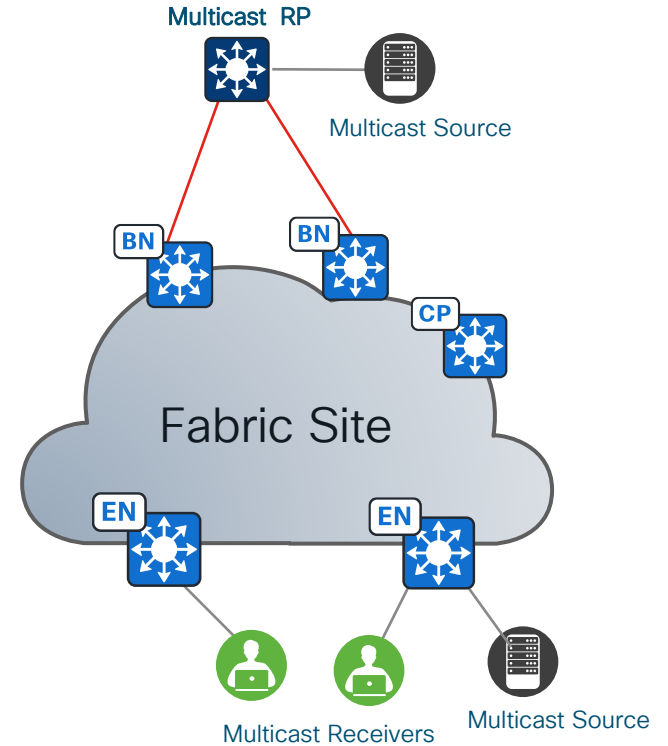 Multicast RP
Multicast Source
BN
BN
CP
Fabric Site
EN
EN
Multicast Receivers
Multicast Source